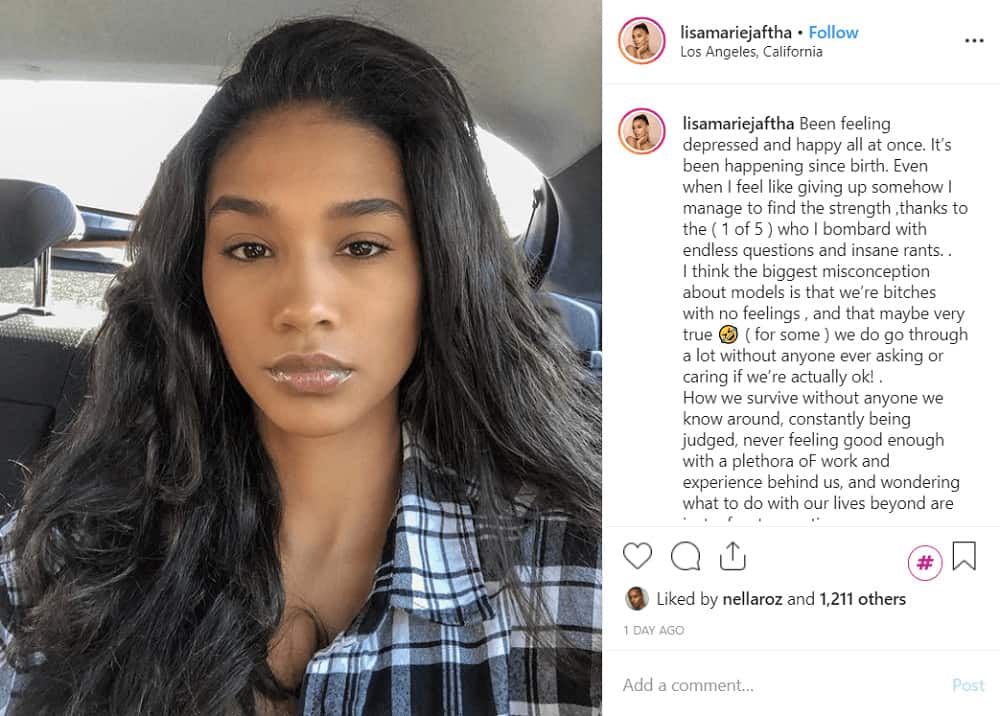 lisamariejaftha • Follow
Los Angeles, California
lisamariejaftha Been feeling
depressed and happy all at once. It's
been happening since birth. Even
when I feel like giving up somehow I
manage to find the strength ,thanks to
the ( 1 of 5 ) who I bombard with
endless questions and insane rants. .
I think the biggest misconception
about models is that we're bitches
with no feelings , and that maybe very
true 🤣 ( for some ) we do go through
a lot without anyone ever asking or
caring if we're actually ok! .
How we survive without anyone we
know around, constantly being
judged, never feeling good enough
with a plethora oF work and
experience behind us, and wondering
what to do with our lives beyond are
#
Liked by nellaroz and 1,211 others
1 DAY AGO
Add a comment...
Post